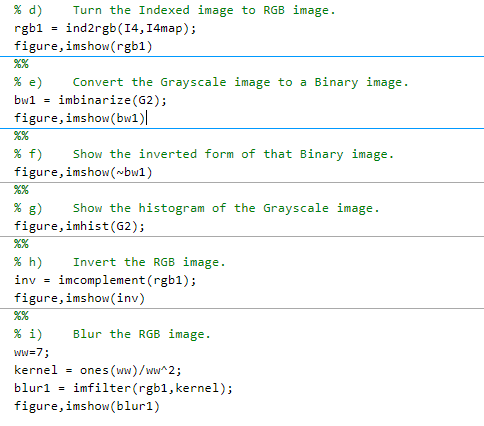 % d)    Turn the Indexed image to RGB image.
rgb1 = ind2rgb(I4,I4map);
figure,imshow(rgb1)
%%
% e)    Convert the Grayscale image to a Binary image.
bw1 = imbinarize(G2);
figure,imshow(bw1)
%%
% f)    Show the inverted form of that Binary image.
figure,imshow(~bw1)
%%
% g)    Show the histogram of the Grayscale image.
figure,imhist(G2);
%%
% h)    Invert the RGB image.
inv = imcomplement(rgb1);
figure,imshow(inv)
%%
% i)    Blur the RGB image.
ww=7;
kernel = ones(ww)/ww^2;
blur1 = imfilter(rgb1,kernel);
figure,imshow(blur1)